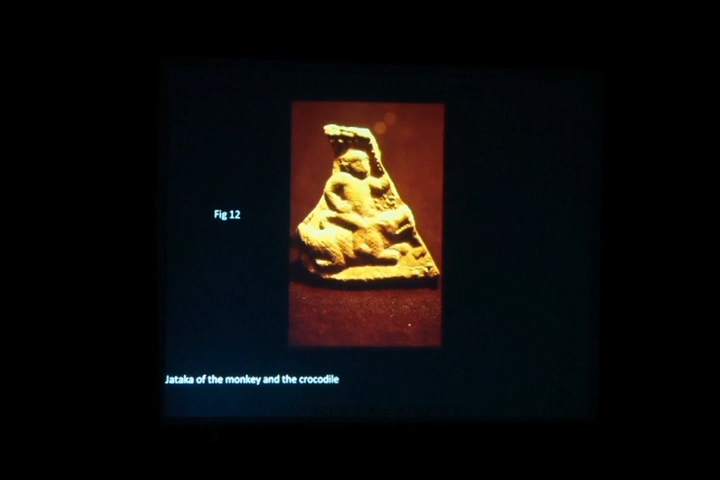 Fig 12
Jataka of the monkey and the crocodile